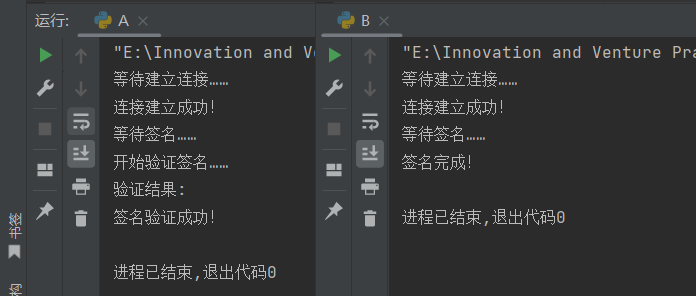 运行:
A
"E:\Innovation and V
等待建立连接……
连接建立成功!
等待签名……
开始验证签名……
验证结果:
签名验证成功!
进程已结束,退出代码0
B
"E:\Innovation and Venture Pra
等待建立连接……
连接建立成功!
等待签名……
签名完成!
进程已结束,退出代码0
书签
构